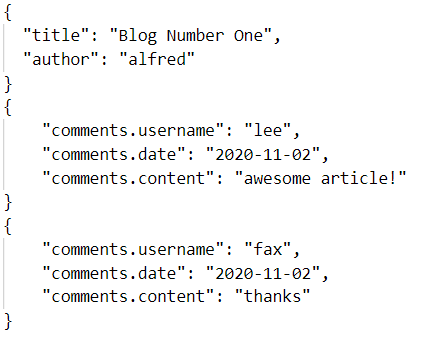 {
  "title": "Blog Number One",
  "author": "alfred"
}
{
    "comments.username": "lee",
    "comments.date": "2020-11-02",
    "comments.content": "awesome article!"
}
{
    "comments.username": "fax",
    "comments.date": "2020-11-02",
    "comments.content": "thanks"
}